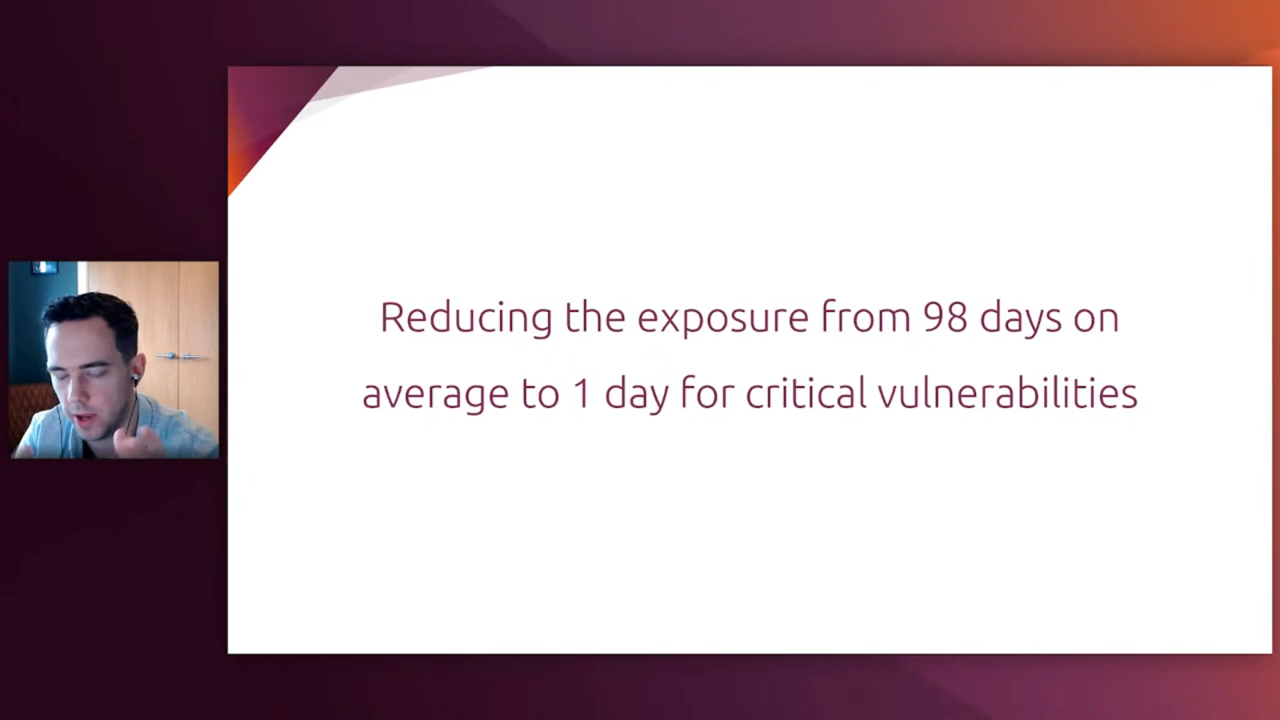 Reducing the exposure from 98 days on
average to 1 day for critical vulnerabilities